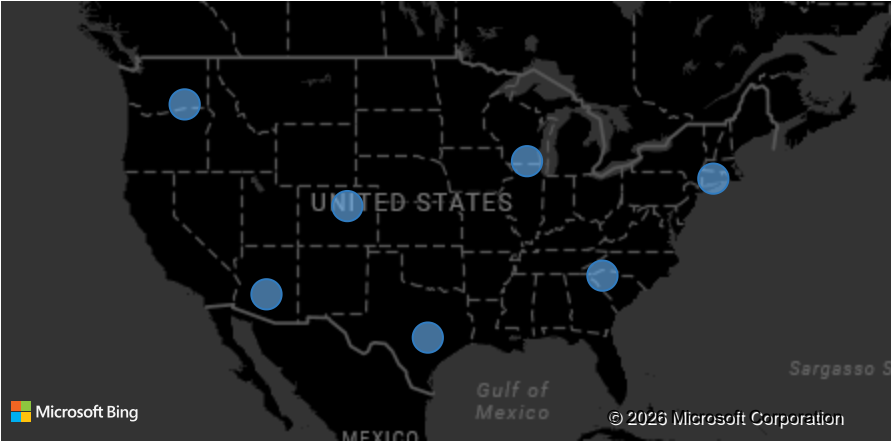 UNITED STATES
Sargasso S
Gulf of
Mexico
Microsoft Bing
© 2026 Microsoft Corporation
MEXICO